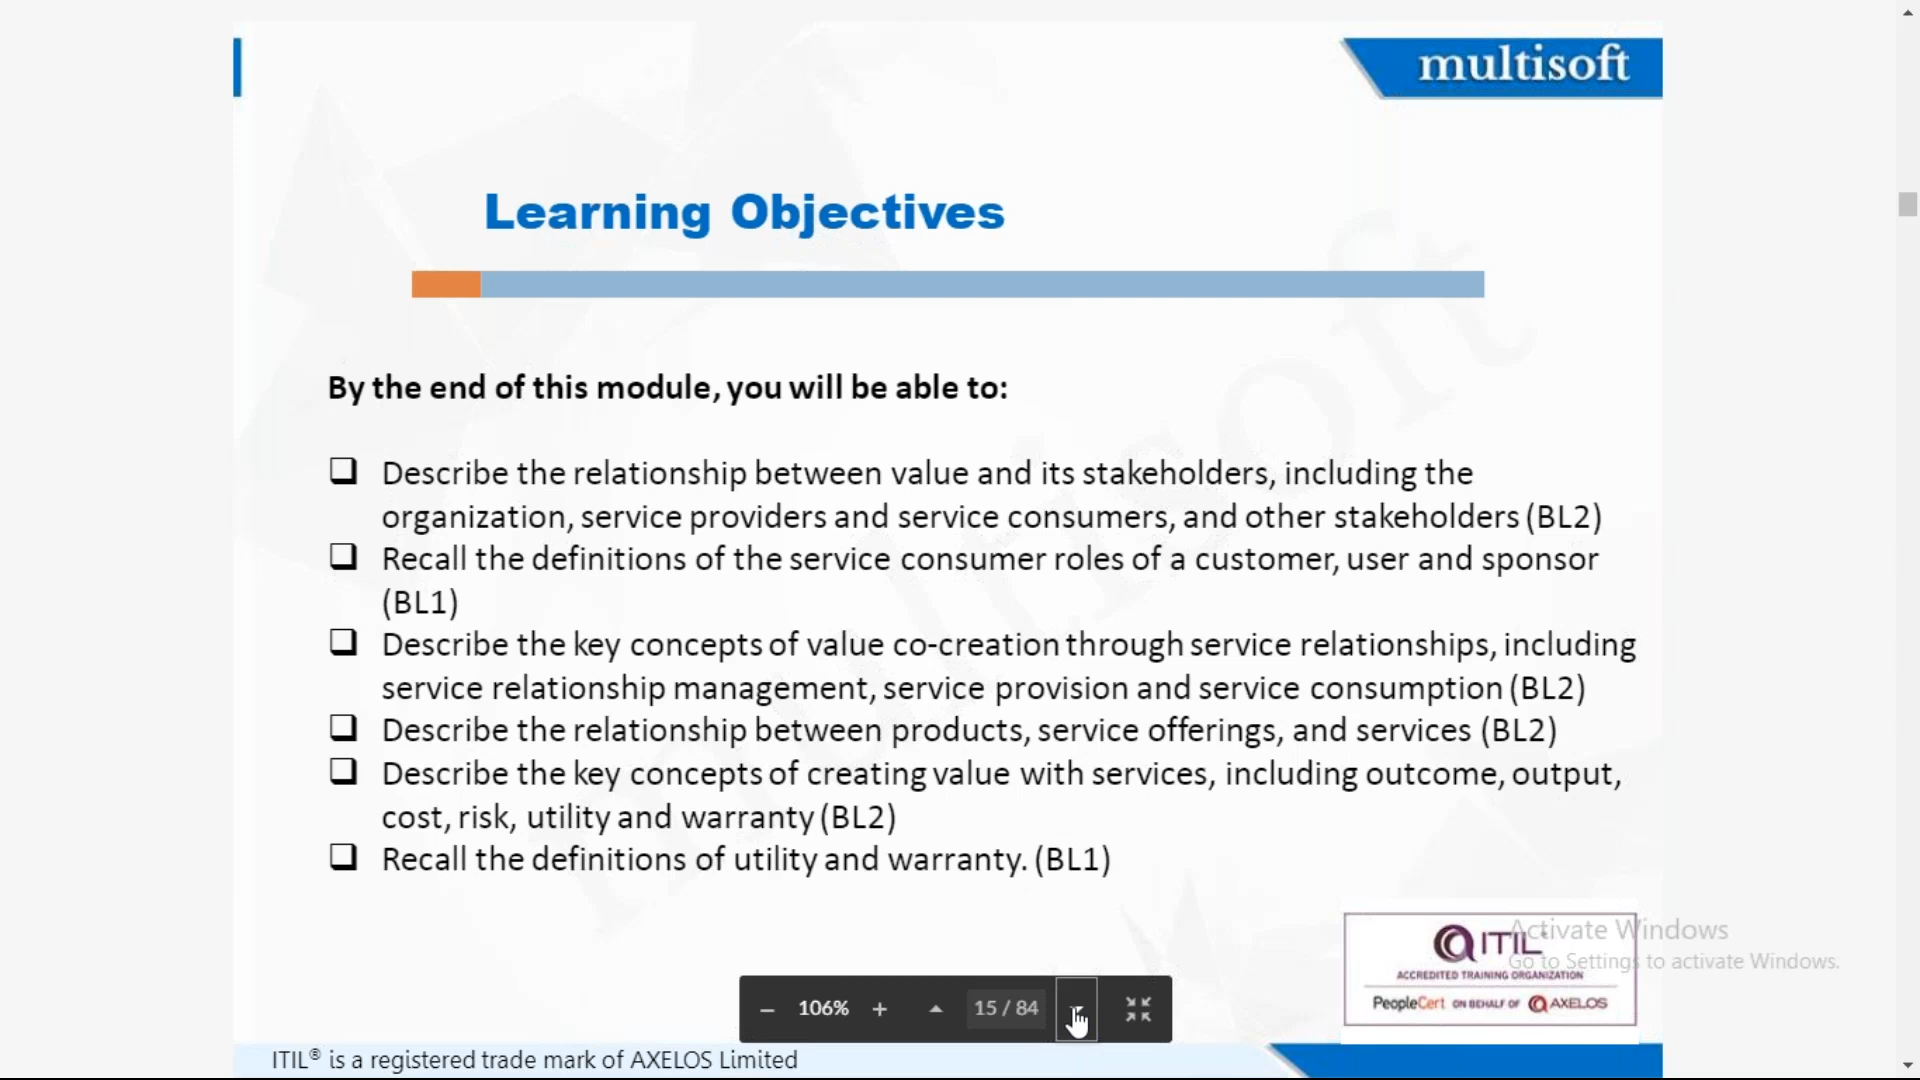 multisoft
Learning Objectives
By the end of this module, you will be able to:
Describe the relationship between value and its stakeholders, including the
organization, service providers and service consumers, and other stakeholders (BL2)
Recall the definitions of the service consumer roles of a customer, user and sponsor
(BL1)
Describe the key concepts of value co-creation through service relationships, including
service relationship management, service provision and service consumption (BL2)
Describe the relationship between products, service offerings, and services (BL2)
Describe the key concepts of creating value with services, including outcome, output,
cost, risk, utility and warranty (BL2)
Recall the definitions of utility and warranty. (BL1)
multisoft
ITIL
ACCREDITED TRAINING ORGANIZATION
PeopleCert ON BEHALF OF AXELOS
Activate Windows
Go to Settings to activate Windows.
106%
15 / 84
ITIL® is a registered trade mark of AXELOS Limited